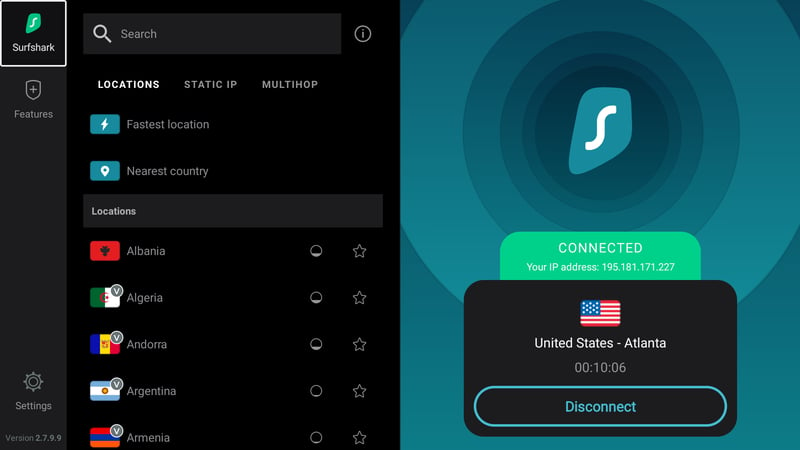 Surfshark
Features
Settings
Version 2.7.9.9
Search
LOCATIONS STATIC IP MULTIHOP
Fastest location
Nearest country
Locations
Albania
V
Algeria
V
Andorra
V
Argentina
V
Armenia
CONNECTED
Your IP address: 195.181.171.227
United States - Atlanta
00:10:06
Disconnect